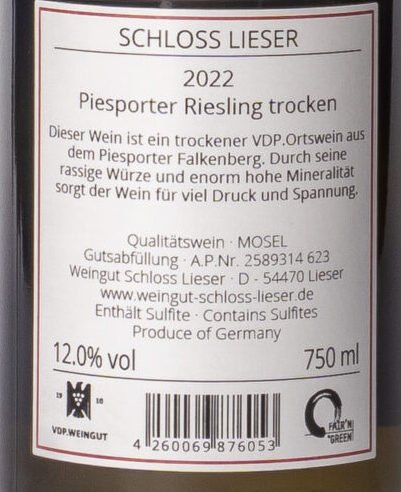 SCHLOSS LIESER
2022
Piesporter Riesling trocken
Dieser Wein ist ein trockener VDP.Ortswein aus
dem Piesporter Falkenberg. Durch seine
rassige Würze und enorm hohe Mineralität
sorgt der Wein für viel Druck und Spannung.
Qualitätswein · MOSEL
Gutsabfüllung · A.P.Nr. 2589314 623
Weingut Schloss Lieser · D - 54470 Lieser
www.weingut-schloss-lieser.de
Enthält Sulfite · Contains Sulfites
Produce of Germany
12.0% vol 750 ml
19 10
VDP.WEINGUT
4 260069 876053
FAIR'N
GREEN